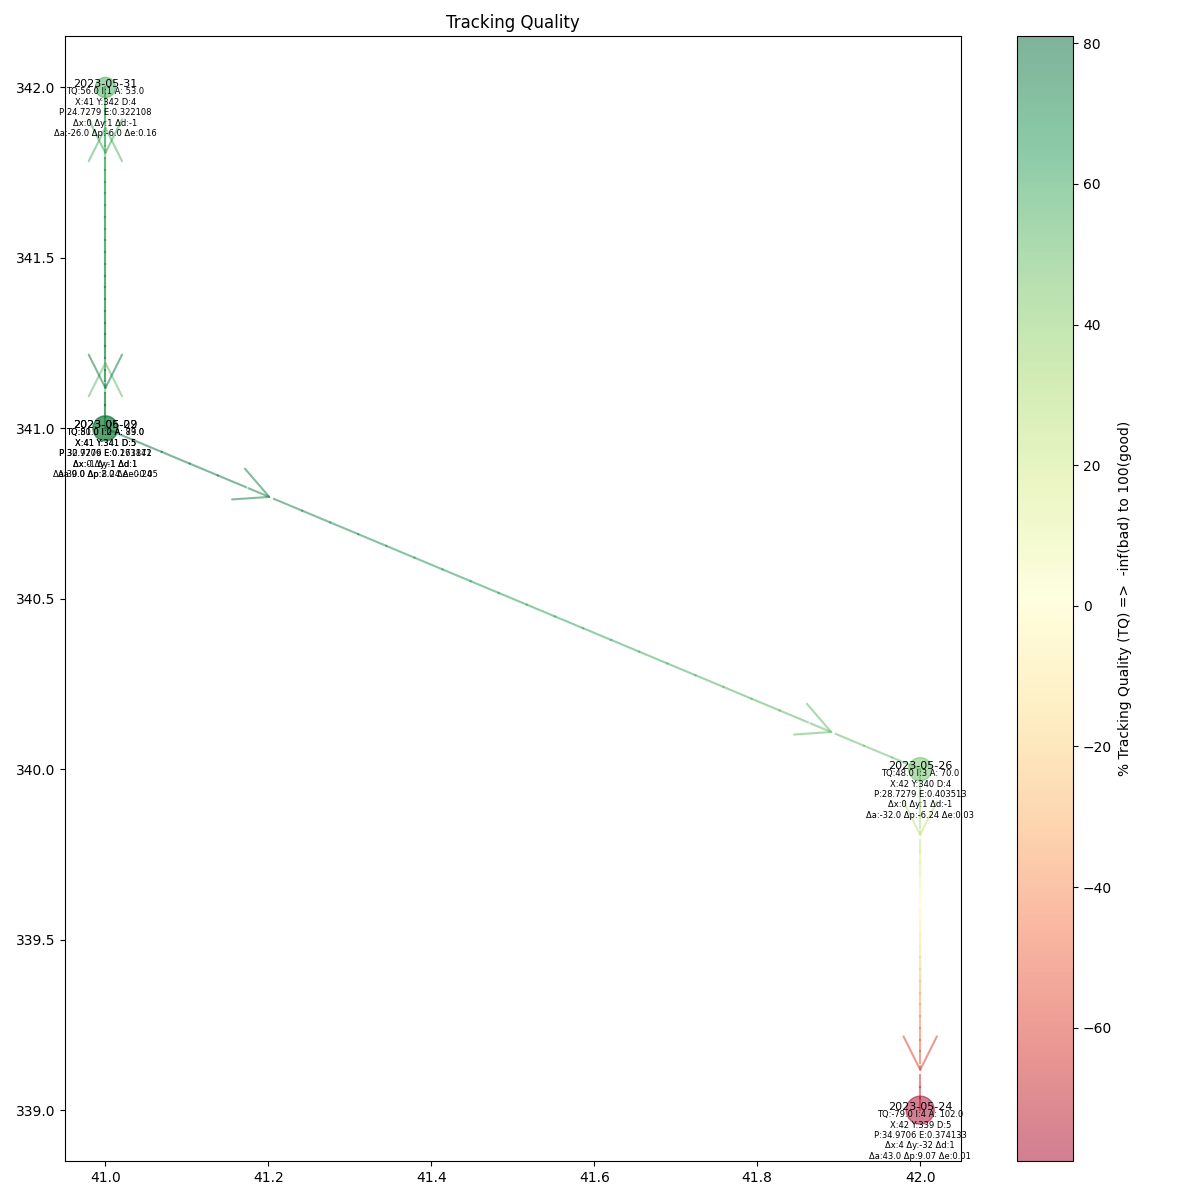 Tracking Quality
342.0
341.5
341.0
340.5
340.0
339.5
339.0
41.0
41.2
41.4
41.6
41.8
42.0
2023-05-31
TQ:56.0 I:1 A: 53.0
X:41 Y:342 D:4
P:24.7279 E:0.322108
Δx:0 Δy:1 Δd:-1
Δa:-26.0 Δp:-6.0 Δe:0.16
X:41 Y:341 D:5
2023-05-26
TQ:48.0 I:3 A: 70.0
X:42 Y:340 D:4
P:28.7279 E:0.403513
Δx:0 Δy:1 Δd:-1
Δa:-32.0 Δp:-6.24 Δe:0.03
2023-05-24
TQ:-79.0 I:4 A: 102.0
X:42 Y:339 D:5
P:34.9706 E:0.374133
Δx:4 Δy:-32 Δd:1
Δa:43.0 Δp:9.07 Δe:0.01
80
60
40
20
0
−20
−40
−60
% Tracking Quality (TQ) => -inf(bad) to 100(good)